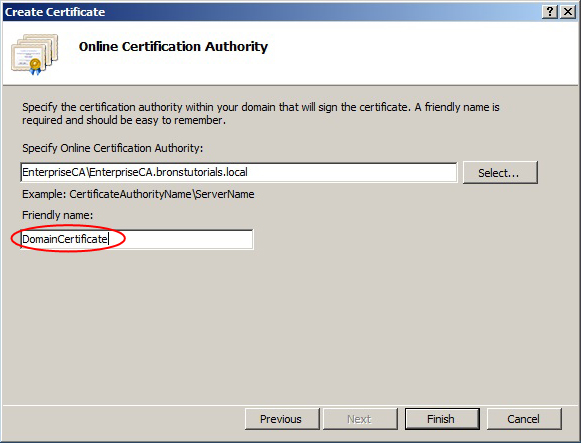 Create Certificate
Online Certification Authority
Specify the certification authority within your domain that will sign the certificate. A friendly name is
required and should be easy to remember.
Specify Online Certification Authority:
EnterpriseCA\EnterpriseCA.bronstutorials.local
Select...
Example: CertificateAuthorityName\ServerName
Friendly name:
DomainCertificate
Previous
Next
Finish
Cancel